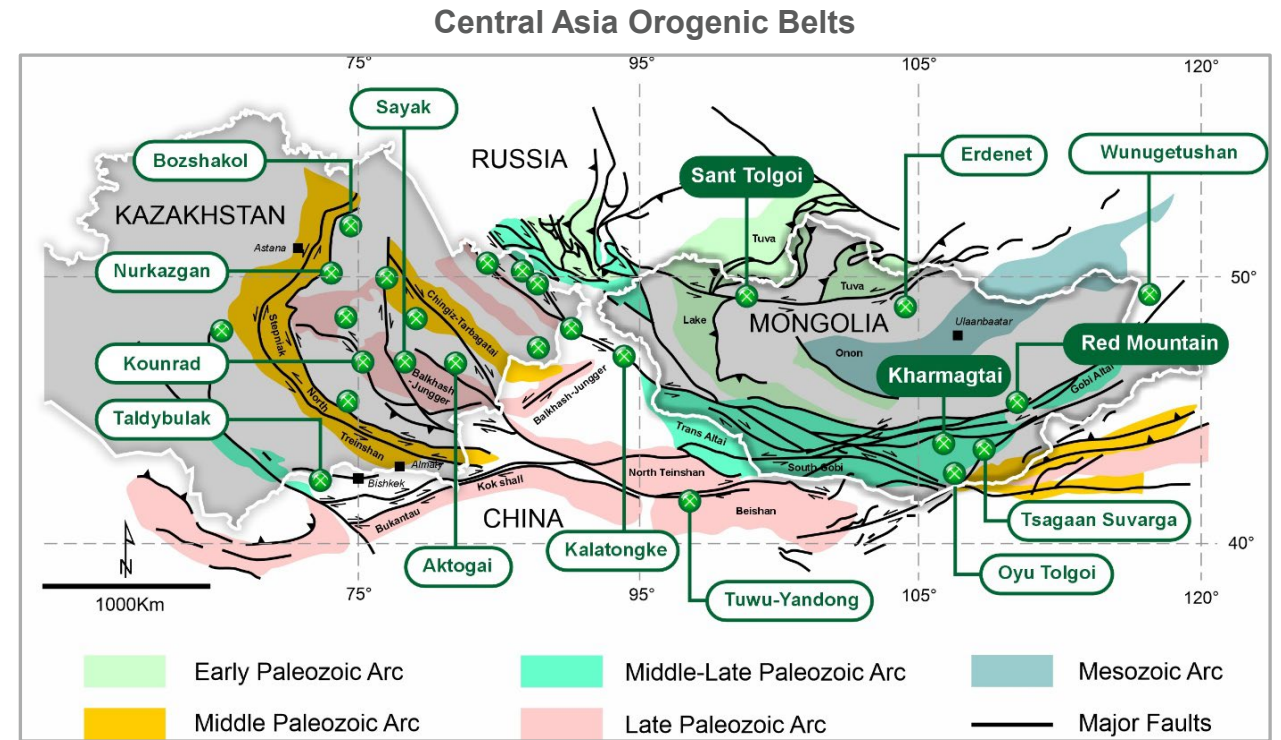 Central Asia Orogenic Belts
75°
95°
105°
120°
Sayak
Bozshakol
RUSSIA
Sant Tolgoi
Erdenet
Wunugetushan
KAZAKHSTAN
Astana
Tuva
Nurkazgan
50°
Tuva
Chingiz-Tarbagatai
Lake
MONGOLIA
Ulaanbaatar
Stepniak
Onon
Red Mountain
Kounrad
Balkhash
-Jungger
Kharmagtai
Gobi Altai
Balkhash-Jungger
North
Taldybulak
Treinshan
Trans Altai
Almaty
North Teinshan
South Gobi
Bishkek
Kokshall
Bukantau
CHINA
Beishan
Tsagaan Suvarga
N
Kalatongke
40°
Aktogai
Oyu Tolgoi
1000Km
75°
95°
Tuwu-Yandong
105°
120°
Early Paleozoic Arc
Middle-Late Paleozoic Arc
Mesozoic Arc
Middle Paleozoic Arc
Late Paleozoic Arc
Major Faults